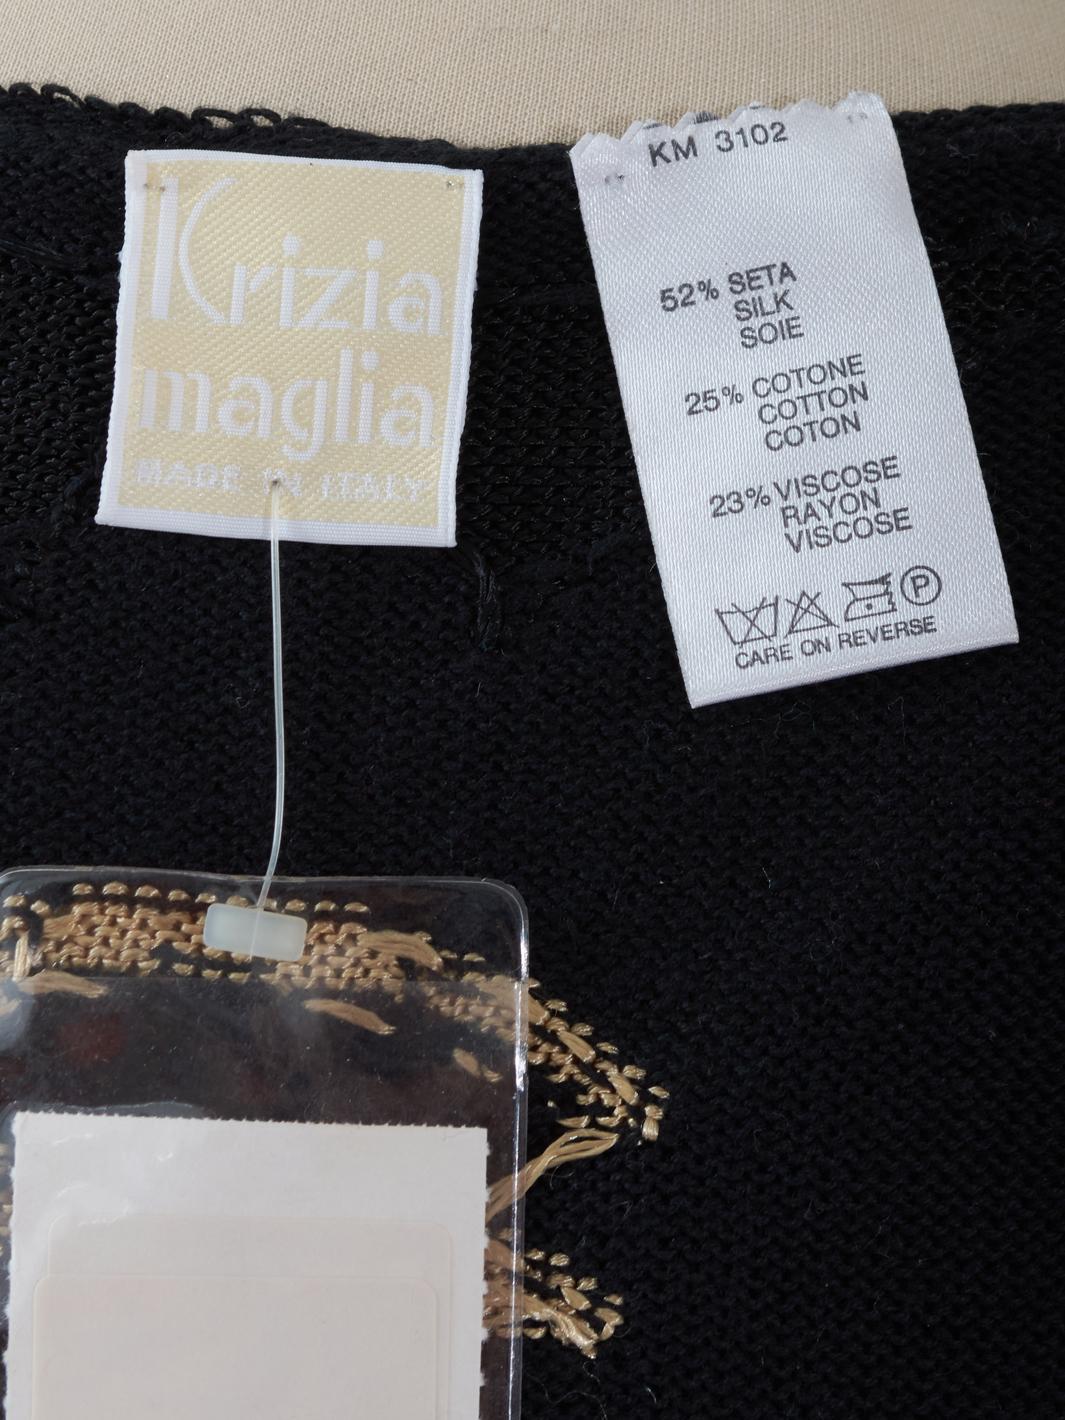 Krizia
maglia
MADE IN ITALY
KM 3102
52% SETA
SILK
SOIE
25% COTONE
COTTON
COTON
23% VISCOSE
RAYON
VISCOSE
P
CARE ON REVERSE